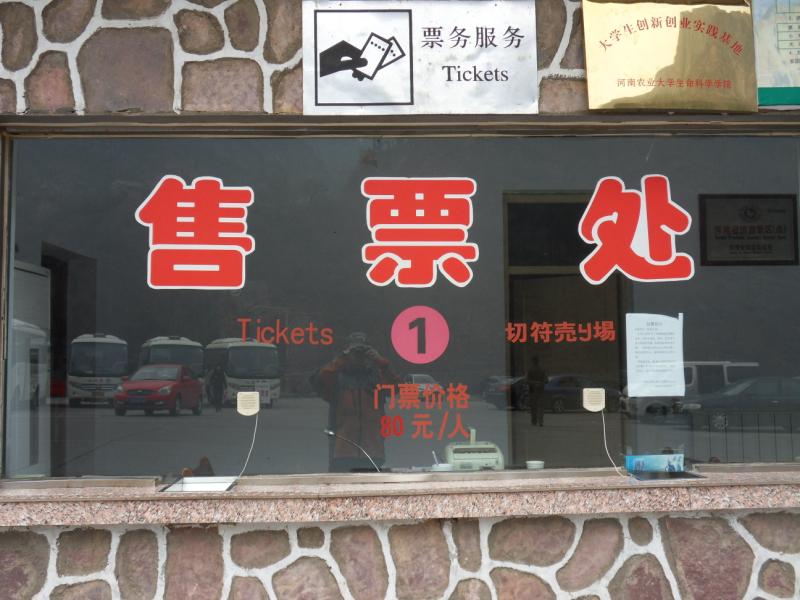 票务服务
Tickets
大学生创新创业实践基地
河南农业大学生命科学学院
售票处
Tickets
1
切符売り場
门票价格
80元/人